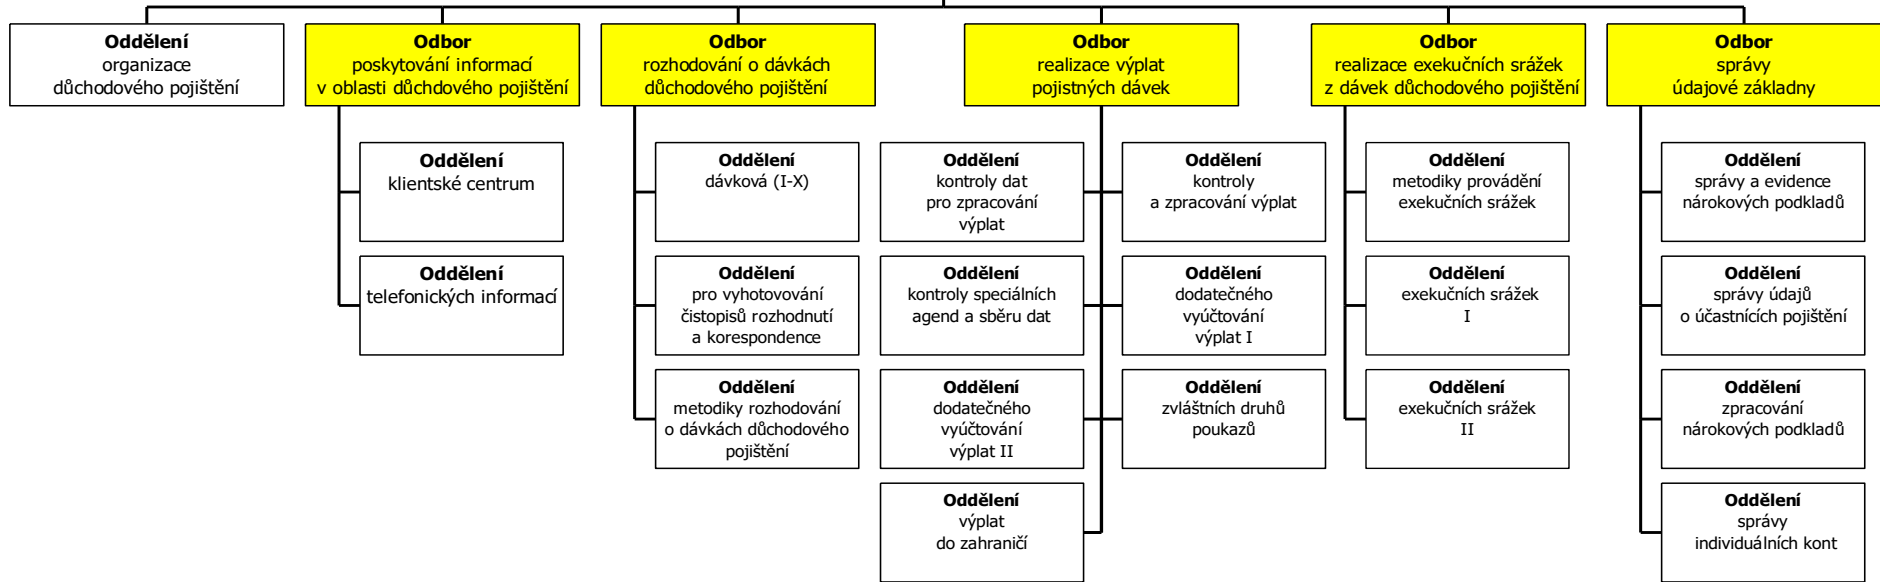 Oddělení
organizace
důchodového pojištění
Odbor
poskytování informací
v oblasti důchdového pojištění
Odbor
rozhodování o dávkách
důchodového pojištění
Odbor
realizace výplat
pojistných dávek
Odbor
realizace exekučních srážek
z dávek důchodového pojištění
Odbor
správy
údajové základny
Oddělení
klientské centrum
Oddělení
telefonických informací
Oddělení
dávková (I-X)
Oddělení
pro vyhotovování
čistopisů rozhodnutí
a korespondence
Oddělení
metodiky rozhodování
o dávkách důchodového
pojištění
Oddělení
kontroly dat
pro zpracování
výplat
Oddělení
kontroly speciálních
agend a sběru dat
Oddělení
dodatečného
vyúčtování
výplat II
Oddělení
výplat
do zahraničí
Oddělení
kontroly
a zpracování výplat
Oddělení
dodatečného
vyúčtování
výplat I
Oddělení
zvláštních druhů
poukazů
Oddělení
metodiky provádění
exekučních srážek
Oddělení
exekučních srážek
I
Oddělení
exekučních srážek
II
Oddělení
správy a evidence
nárokových podkladů
Oddělení
správy údajů
o účastnících pojištění
Oddělení
zpracování
nárokových podkladů
Oddělení
správy
individuálních kont